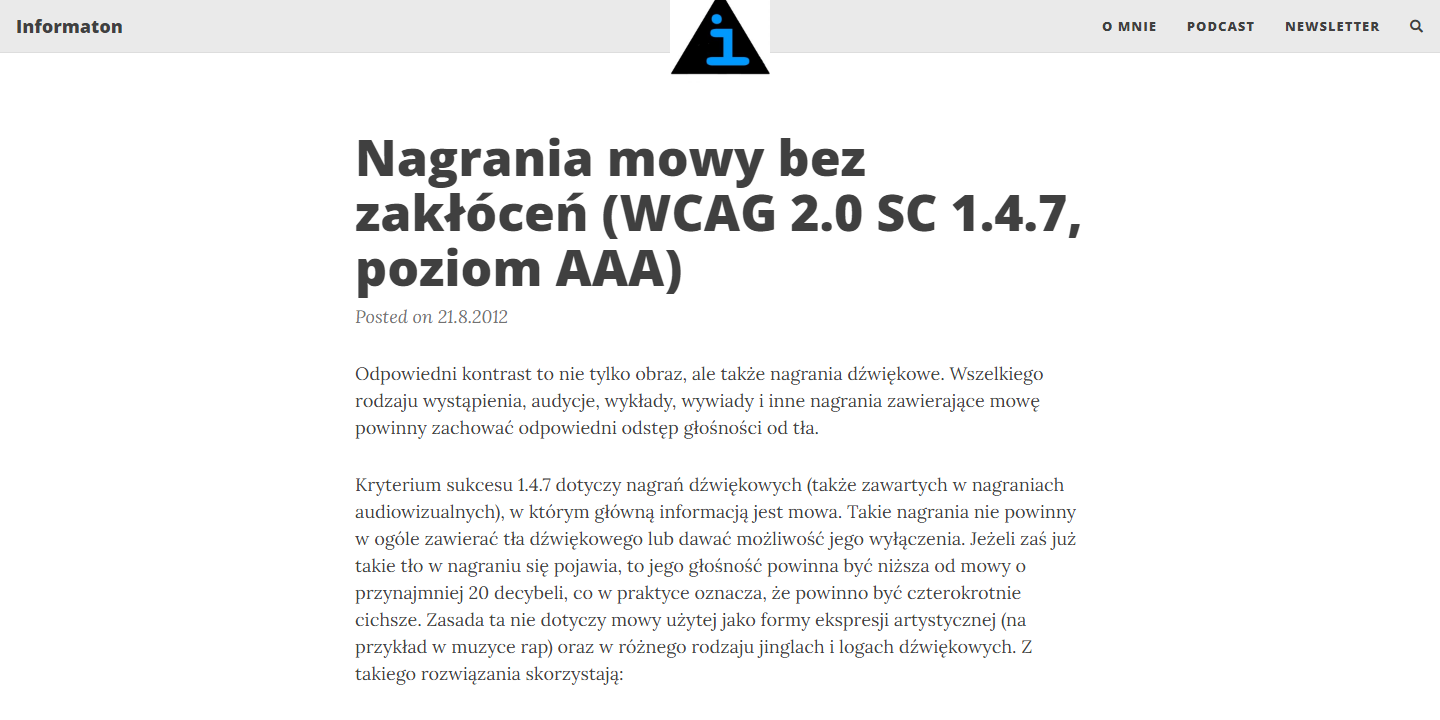 Informaton
i
O MNIE
PODCAST
NEWSLETTER
Nagrania mowy bez
zakłóceń (WCAG 2.0 SC 1.4.7,
poziom AAA)
Posted on 21.8.2012
Odpowiedni kontrast to nie tylko obraz, ale także nagrania dźwiękowe. Wszelkiego
rodzaju wystąpienia, audycje, wykłady, wywiady i inne nagrania zawierające mowę
powinny zachować odpowiedni odstęp głośności od tła.
Kryterium sukcesu 1.4.7 dotyczy nagrań dźwiękowych (także zawartych w nagraniach
audiowizualnych), w którym główną informacją jest mowa. Takie nagrania nie powinny
w ogóle zawierać tła dźwiękowego lub dawać możliwość jego wyłączenia. Jeżeli zaś już
takie tło w nagraniu się pojawia, to jego głośność powinna być niższa od mowy o
przynajmniej 20 decybeli, co w praktyce oznacza, że powinno być czterokrotnie
cichsze. Zasada ta nie dotyczy mowy użytej jako formy ekspresji artystycznej (na
przykład w muzyce rap) oraz w różnego rodzaju jinglach i logach dźwiękowych. Z
takiego rozwiązania skorzystają: